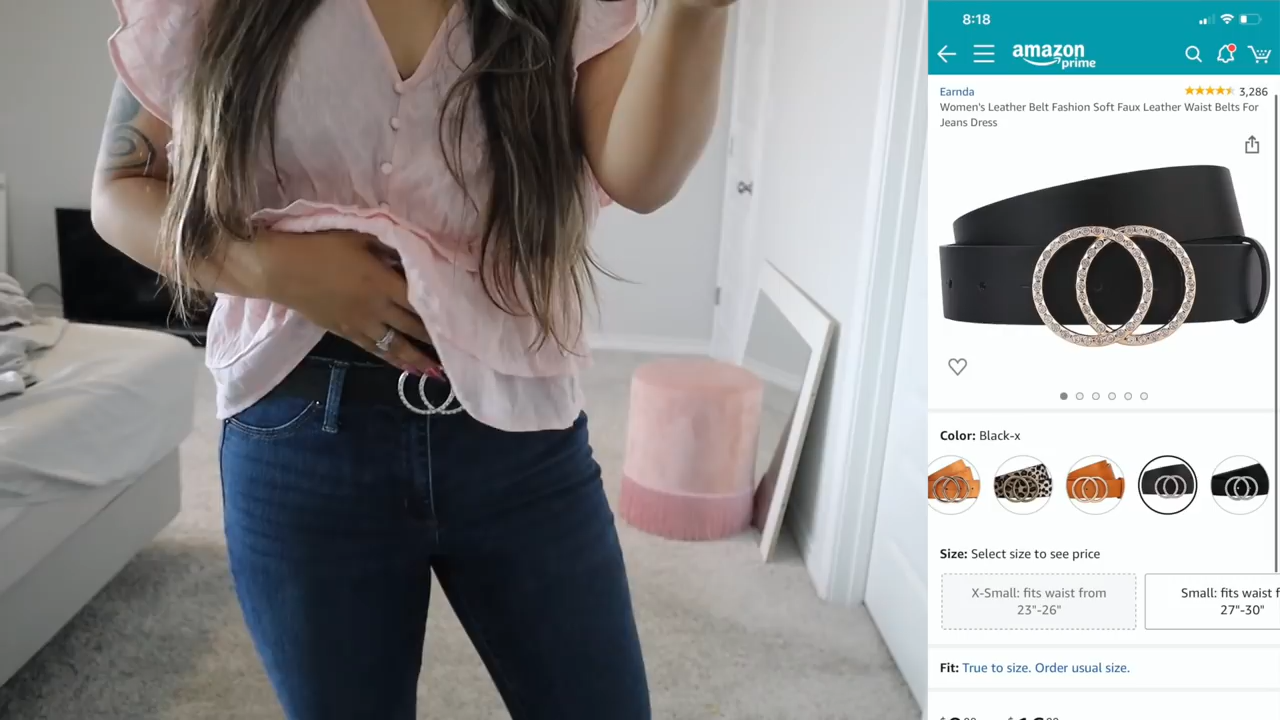 8:18
amazon
prime
Earnda
3,286
Women's Leather Belt Fashion Soft Faux Leather Waist Belts For
Jeans Dress
Color: Black-x
Size: Select size to see price
X-Small: fits waist from
23"-26"
Small: fits waist f
27"-30"
Fit: True to size. Order usual size.